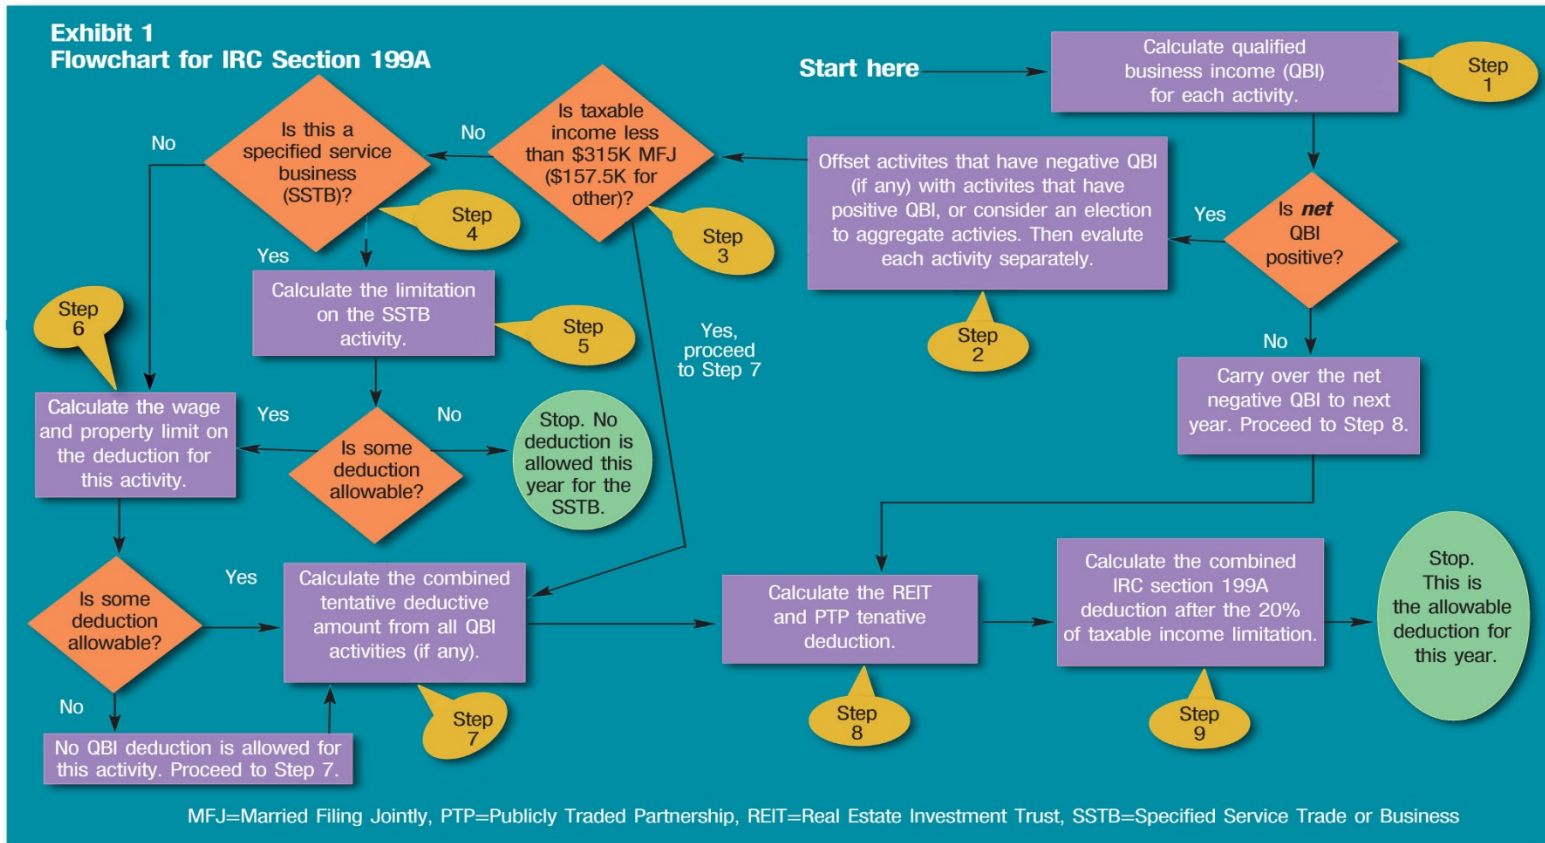 Exhibit 1
Flowchart for IRC Section 199A
Start here
Calculate qualified
business income (QBI)
for each activity.
Step
1
Is net
QBI
positive?
Yes
No
Offset activites that have negative QBI
(if any) with activites that have
positive QBI, or consider an election
to aggregate activies. Then evalute
each activity separately.
Step
2
Carry over the net
negative QBI to next
year. Proceed to Step 8.
Is taxable
income less
than $315K MFJ
($157.5K for
other)?
Step
3
No
Yes,
proceed
to Step 7
Is this a
specified service
business
(SSTB)?
Step
4
No
Yes
Calculate the limitation
on the SSTB
activity.
Step
5
Is some
deduction
allowable?
Yes
No
Stop. No
deduction is
allowed this
year for the
SSTB.
Step
6
Calculate the wage
and property limit on
the deduction for
this activity.
Is some
deduction
allowable?
Yes
No
No QBI deduction is allowed for
this activity. Proceed to Step 7.
Calculate the combined
tentative deductive
amount from all QBI
activities (if any).
Step
7
Calculate the REIT
and PTP tenative
deduction.
Step
8
Calculate the combined
IRC section 199A
deduction after the 20%
of taxable income limitation.
Step
9
Stop.
This is
the allowable
deduction for
this year.
MFJ=Married Filing Jointly, PTP=Publicly Traded Partnership, REIT=Real Estate Investment Trust, SSTB=Specified Service Trade or Business